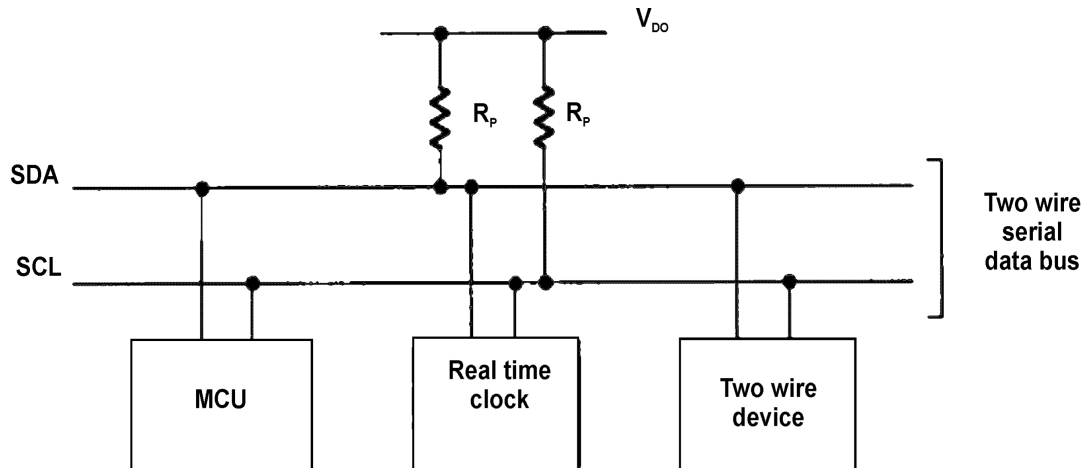 V_DO
R_P
R_P
SDA
SCL
Two wire
serial
data bus
MCU
Real time
clock
Two wire
device